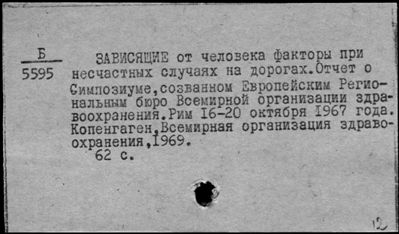 Б
5595
ЗАВИСЯЩИЕ от человека факторы при
несчастных случаях на дорогах.Отчет о
Симпозиуме,созванном Европейским Регио-
нальным бюро Всемирной организации здра-
воохранения.Рим 16-20 октября 1967 года.
Копенгаген,Всемирная организация здраво-
охранения,1969.
62 с.
12